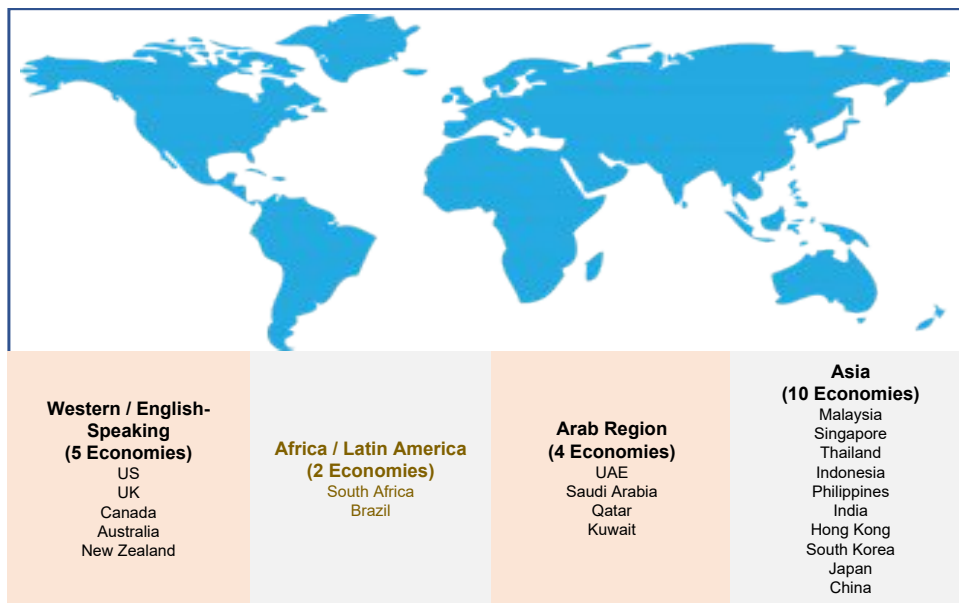 Western / English-
Speaking
(5 Economies)
US
UK
Canada
Australia
New Zealand
Africa / Latin America
(2 Economies)
South Africa
Brazil
Arab Region
(4 Economies)
UAE
Saudi Arabia
Qatar
Kuwait
Asia
(10 Economies)
Malaysia
Singapore
Thailand
Indonesia
Philippines
India
Hong Kong
South Korea
Japan
China